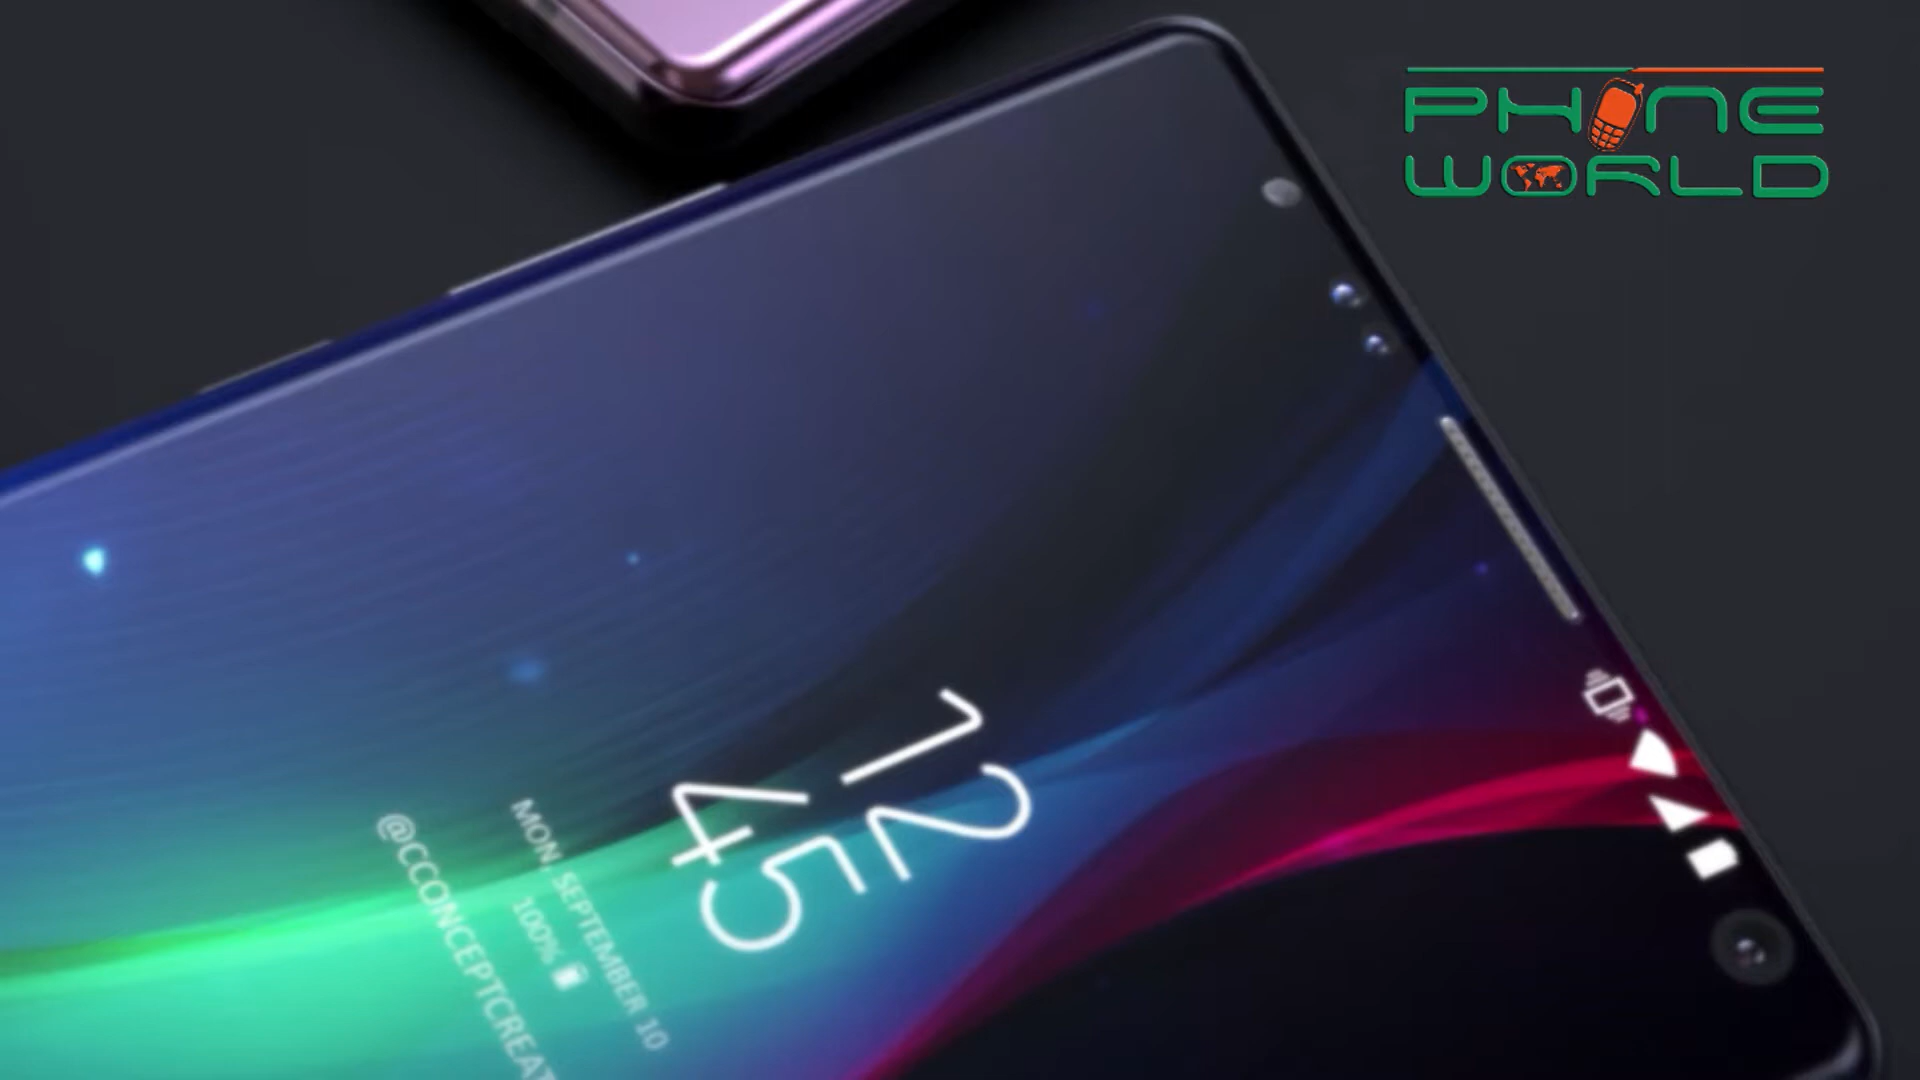 PHONE
WORLD
12
45
MON, SEPTEMBER 10
100%
@CCONCEPTCREAT